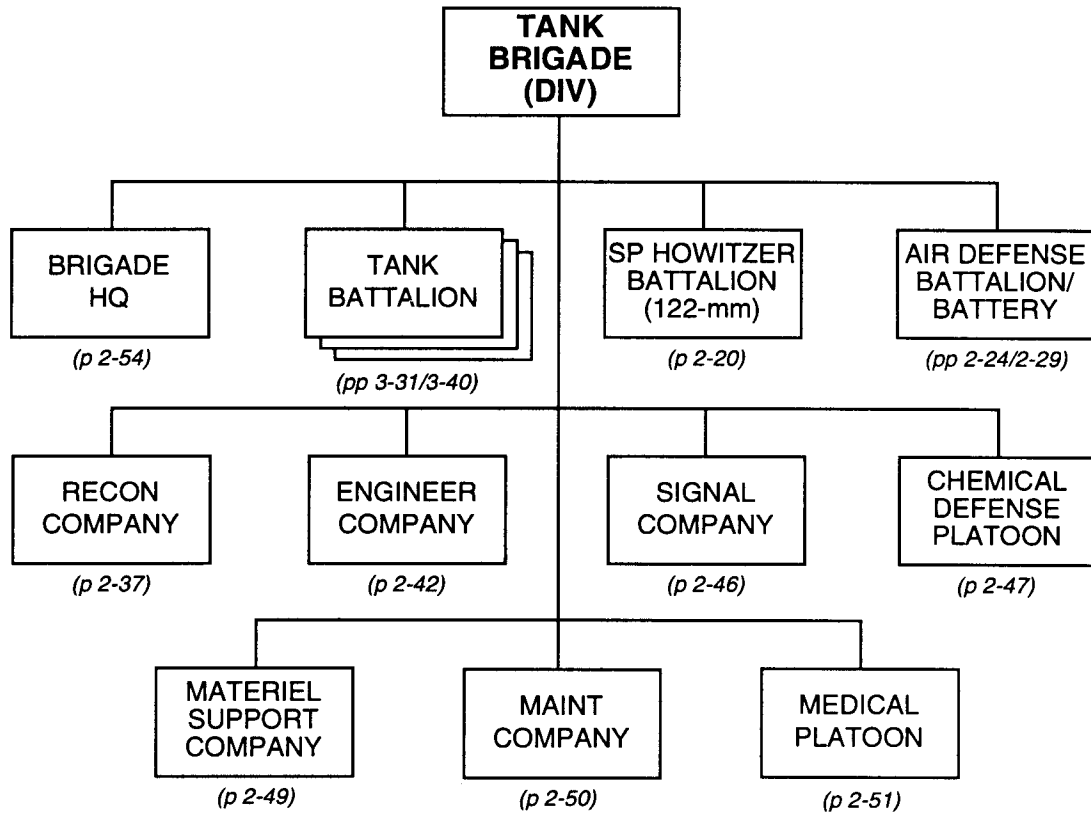 TANK
BRIGADE
(DIV)
BRIGADE
HQ
(p 2-54)
TANK
BATTALION
(pp 3-31/3-40)
SP HOWITZER
BATTALION
(122-mm)
(p 2-20)
AIR DEFENSE
BATTALION/
BATTERY
(pp 2-24/2-29)
RECON
COMPANY
(p 2-37)
ENGINEER
COMPANY
(p 2-42)
SIGNAL
COMPANY
(p 2-46)
CHEMICAL
DEFENSE
PLATOON
(p 2-47)
MATERIEL
SUPPORT
COMPANY
(p 2-49)
MAINT
COMPANY
(p 2-50)
MEDICAL
PLATOON
(p 2-51)